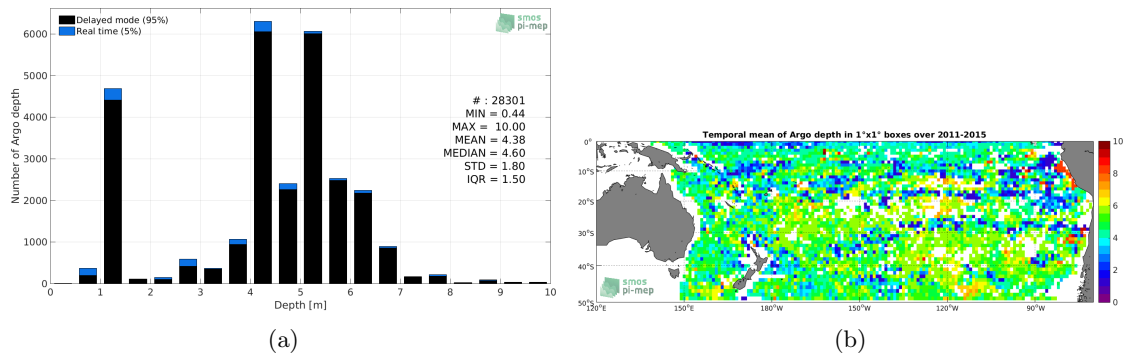 Delayed mode (95%)
Real time (5%)
smos
pi-mep
Number of Argo depth
6000
5000
4000
3000
2000
1000
0
# : 28301
MIN = 0.44
MAX = 10.00
MEAN = 4.38
MEDIAN = 4.60
STD = 1.80
IQR = 1.50
0 1 2 3 4 5 6 7 8 9 10
Depth [m]
(a)
Temporal mean of Argo depth in 1°x1° boxes over 2011-2015
0°
10°S
20°S
30°S
40°S
50°S
120°E 150°E 180°W 150°W 120°W 90°W
smos
pi-mep
10
8
6
4
2
0
(b)